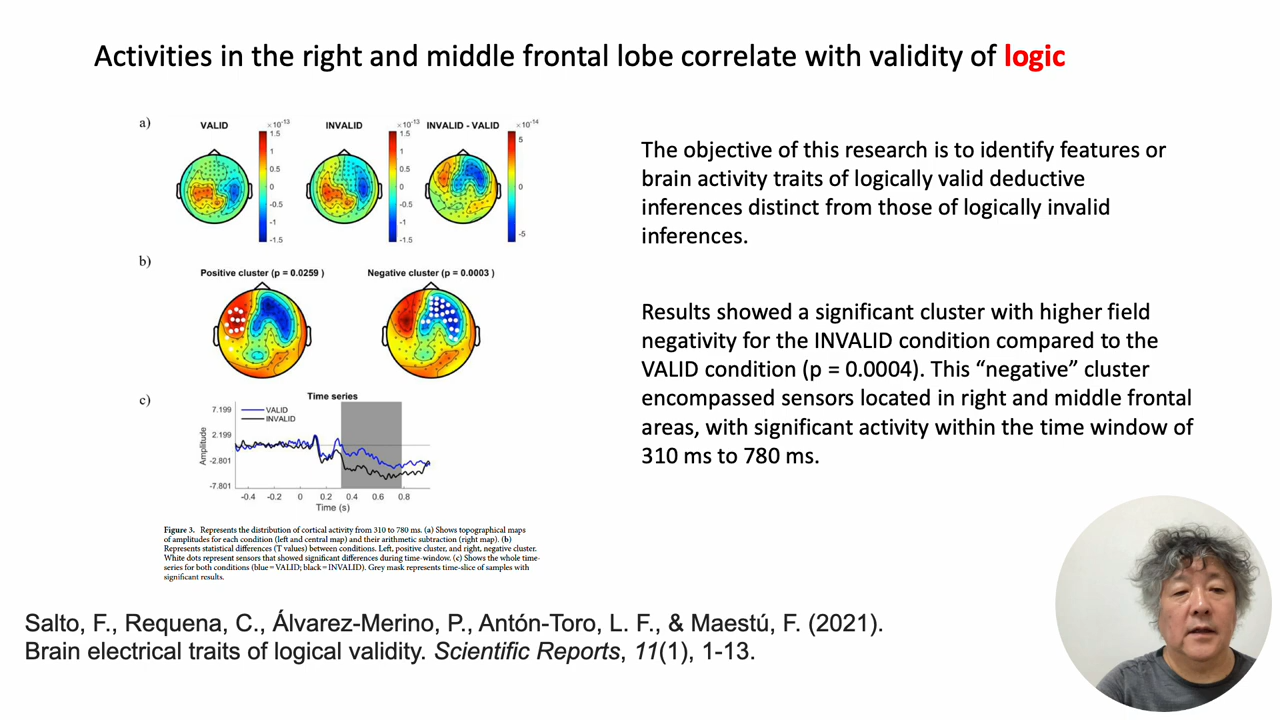 Activities in the right and middle frontal lobe correlate with validity of logic
a)
VALID
×10⁻¹³
1.5
1
0.5
0
-0.5
-1
-1.5
INVALID
×10⁻¹³
1.5
1
0.5
0
-0.5
-1
-1.5
INVALID - VALID
×10⁻¹⁴
5
0
-5
b)
Positive cluster (p = 0.0259 )
Negative cluster (p = 0.0003 )
c)
Time series
VALID
INVALID
Amplitude
7.199
2.199
-2.801
-7.801
-0.4 -0.2 0 0.2 0.4 0.6 0.8
Time (s)
Figure 3. Represents the distribution of cortical activity from 310 to 780 ms. (a) Shows topographical maps
of amplitudes for each condition (left and central map) and their arithmetic subtraction (right map). (b)
Represents statistical differences (T values) between conditions. Left, positive cluster, and right, negative cluster.
White dots represent sensors that showed significant differences during time-window. (c) Shows the whole time-
series for both conditions (blue = VALID; black = INVALID). Grey mask represents time-slice of samples with
significant results.
The objective of this research is to identify features or
brain activity traits of logically valid deductive
inferences distinct from those of logically invalid
inferences.
Results showed a significant cluster with higher field
negativity for the INVALID condition compared to the
VALID condition (p = 0.0004). This “negative” cluster
encompassed sensors located in right and middle frontal
areas, with significant activity within the time window of
310 ms to 780 ms.
Salto, F., Requena, C., Álvarez-Merino, P., Antón-Toro, L. F., & Maestú, F. (2021).
Brain electrical traits of logical validity. Scientific Reports, 11(1), 1-13.